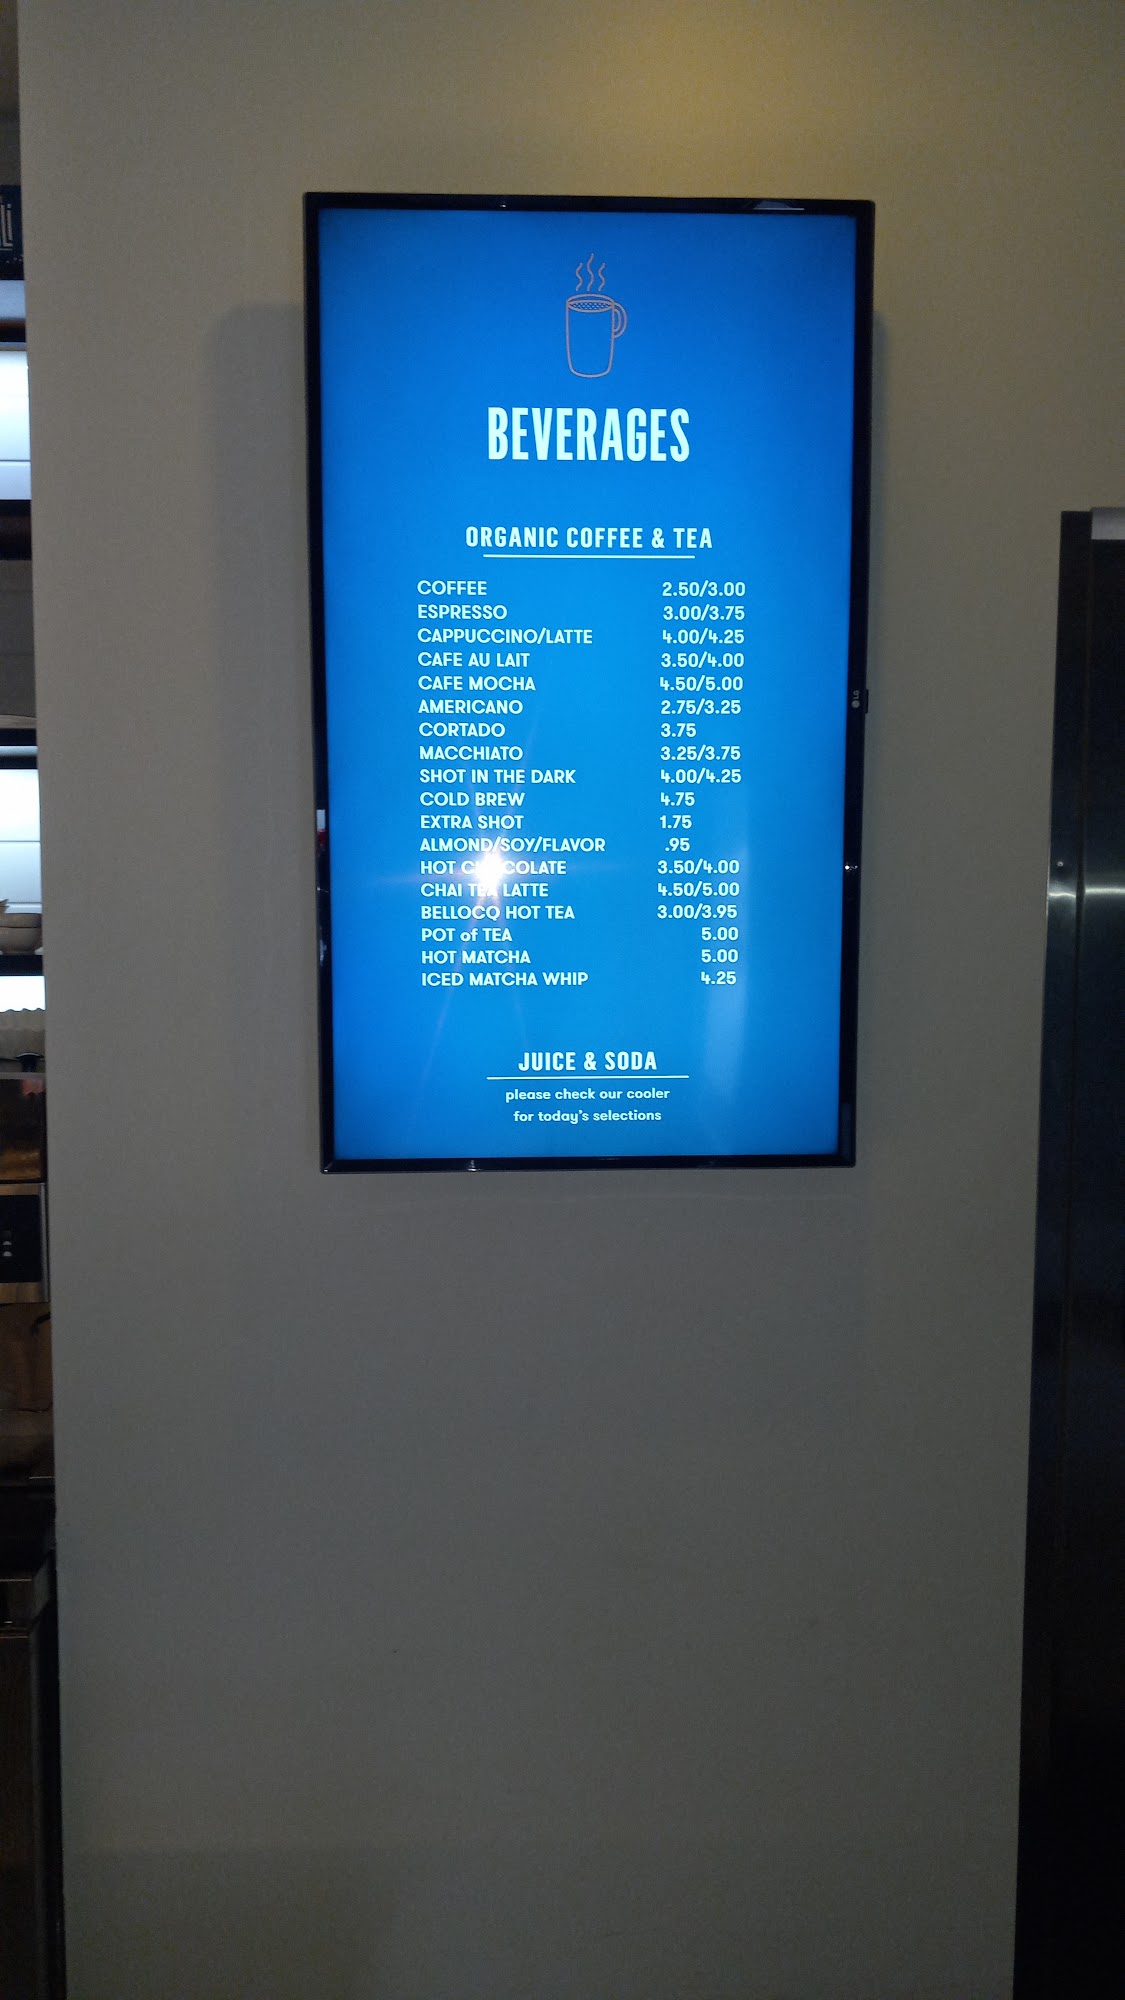 BEVERAGES
ORGANIC COFFEE & TEA
COFFEE 2.50/3.00
ESPRESSO 3.00/3.75
CAPPUCCINO/LATTE 4.00/4.25
CAFE AU LAIT 3.50/4.00
CAFE MOCHA 4.50/5.00
AMERICANO 2.75/3.25
CORTADO 3.75
MACCHIATO 3.25/3.75
SHOT IN THE DARK 4.00/4.25
COLD BREW 4.75
EXTRA SHOT 1.75
ALMOND/SOY/FLAVOR .95
HOT CHOCOLATE 3.50/4.00
CHAI TEA LATTE 4.50/5.00
BELLOCQ HOT TEA 3.00/3.95
POT of TEA 5.00
HOT MATCHA 5.00
ICED MATCHA WHIP 4.25
JUICE & SODA
please check our cooler
for today's selections
LG